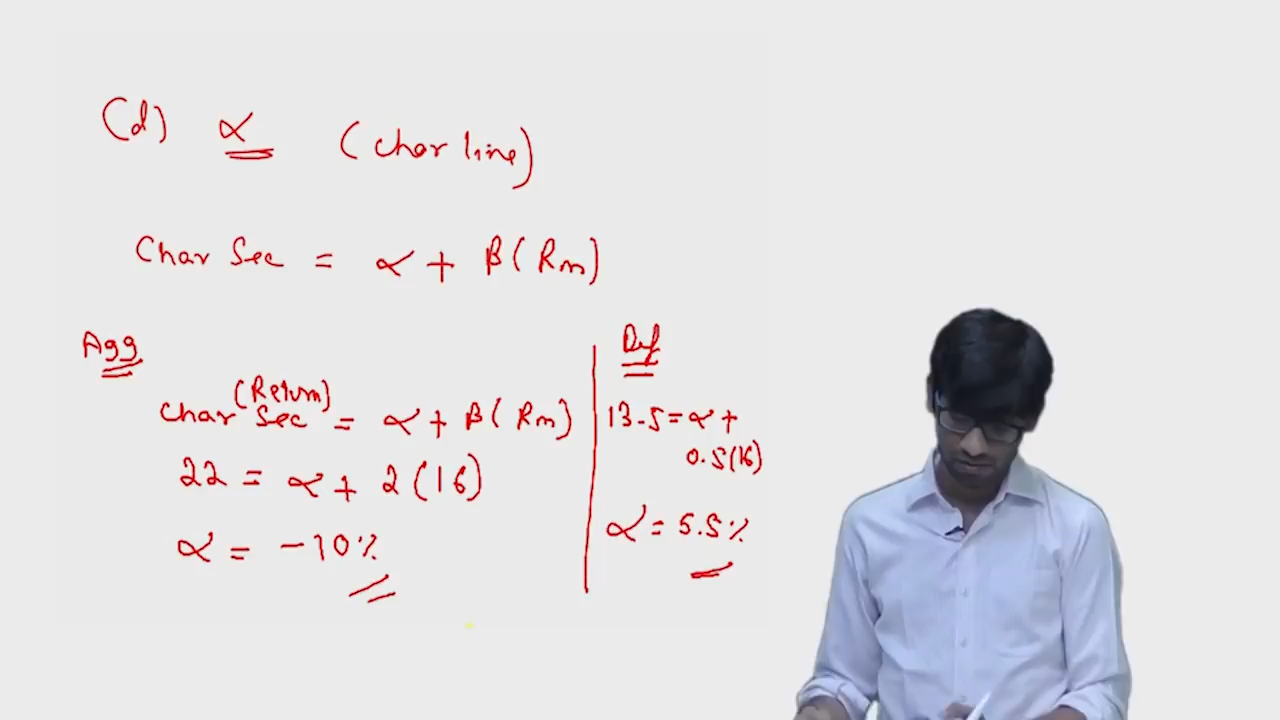 (d) α (Char line)
Char Sec = α + β(Rm)
Agg
(Return)
Char Sec = α + β(Rm)
22 = α + 2(16)
α = -10%
Def
13.5 = α +
0.5(16)
α = 5.5%